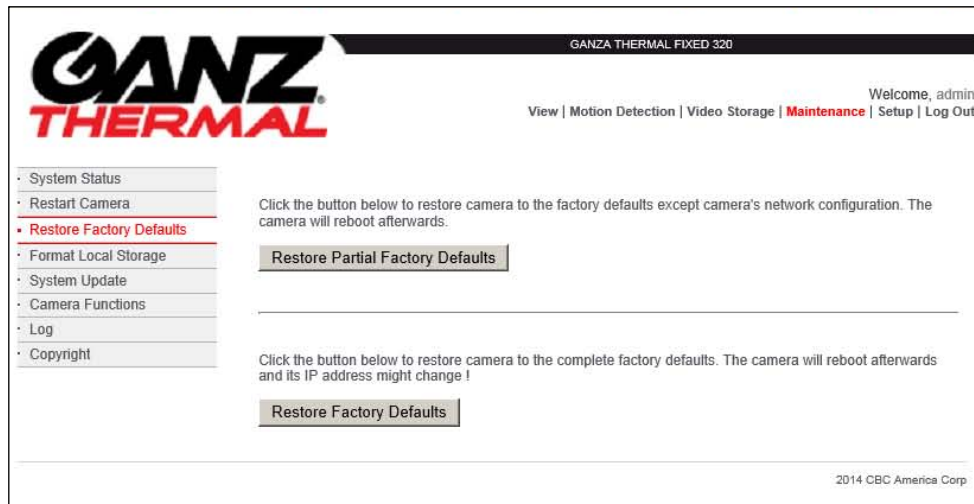 GANZ
THERMAL
GANZA THERMAL FIXED 320
Welcome, admin
View | Motion Detection | Video Storage | Maintenance | Setup | Log Out
· System Status
· Restart Camera
▪ Restore Factory Defaults
· Format Local Storage
· System Update
· Camera Functions
· Log
· Copyright
Click the button below to restore camera to the factory defaults except camera's network configuration. The
camera will reboot afterwards.
Restore Partial Factory Defaults
Click the button below to restore camera to the complete factory defaults. The camera will reboot afterwards
and its IP address might change !
Restore Factory Defaults
2014 CBC America Corp